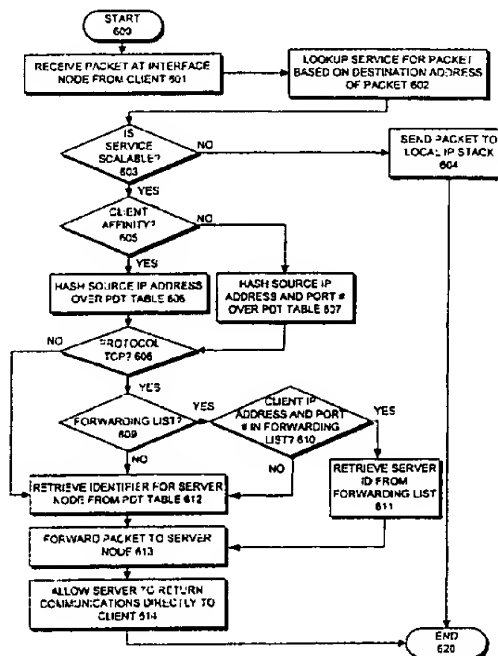 START
600
RECEIVE PACKET AT INTERFACE
NODE FROM CLIENT 601
LOOKUP SERVICE FOR PACKET
BASED ON DESTINATION ADDRESS
OF PACKET 602
IS
SERVICE
SCALABLE?
603
NO
SEND PACKET TO
LOCAL IP STACK
604
YES
CLIENT
AFFINITY?
605
NO
YES
HASH SOURCE IP ADDRESS
OVER PDT TABLE 606
HASH SOURCE IP
ADDRESS AND PORT #
OVER PDT TABLE 607
NO
PROTOCOL
TCP? 608
YES
FORWARDING LIST?
609
YES
CLIENT IP
ADDRESS AND PORT
# IN FORWARDING
LIST? 610
YES
NO
NO
RETRIEVE IDENTIFIER FOR SERVER
NODE FROM PDT TABLE 612
RETRIEVE SERVER
ID FROM
FORWARDING LIST
611
FORWARD PACKET TO SERVER
NODE 613
ALLOW SERVER TO RETURN
COMMUNICATIONS DIRECTLY TO
CLIENT 614
END
620